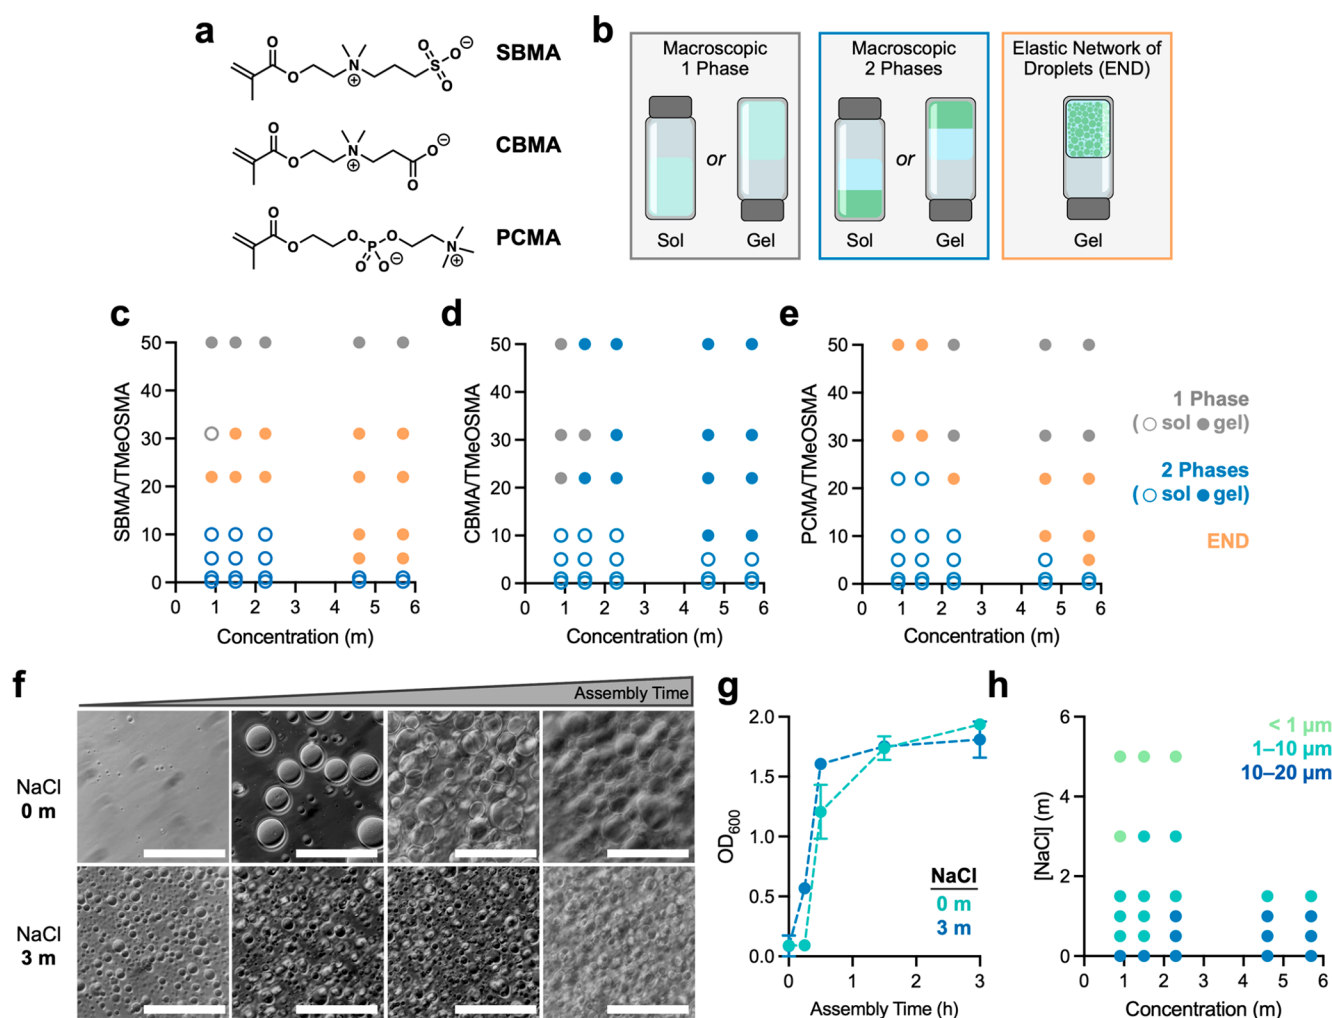 a
b
SBMA
CBMA
PCMA
O
O
N
⊕
S
O
O
O
⊖
O
O
N
⊕
O
O
⊖
O
O
O
P
O
O
O
⊖
N
⊕
Macroscopic
1 Phase
or
Sol
Gel
Macroscopic
2 Phases
or
Sol
Gel
Elastic Network of
Droplets (END)
Gel
c
SBMA/TMeOSMA
50
40
30
20
10
0
0 1 2 3 4 5 6
Concentration (m)
d
CBMA/TMeOSMA
50
40
30
20
10
0
0 1 2 3 4 5 6
Concentration (m)
e
PCMA/TMeOSMA
50
40
30
20
10
0
0 1 2 3 4 5 6
Concentration (m)
1 Phase
( ○ sol ● gel)
2 Phases
( ○ sol ● gel)
END
f
Assembly Time
NaCl
0 m
NaCl
3 m
g
OD600
2.0
1.5
1.0
0.5
0.0
0 1 2 3
Assembly Time (h)
NaCl
0 m
3 m
h
[NaCl] (m)
6
4
2
0
0 1 2 3 4 5 6
Concentration (m)
< 1 µm
1–10 µm
10–20 µm